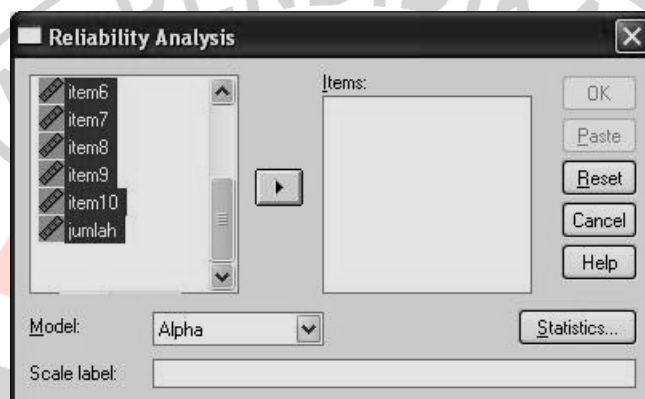 Reliability Analysis
item6
item7
item8
item9
item10
jumlah
Items:
OK
Paste
Reset
Cancel
Help
Model:
Alpha
Statistics...
Scale label: